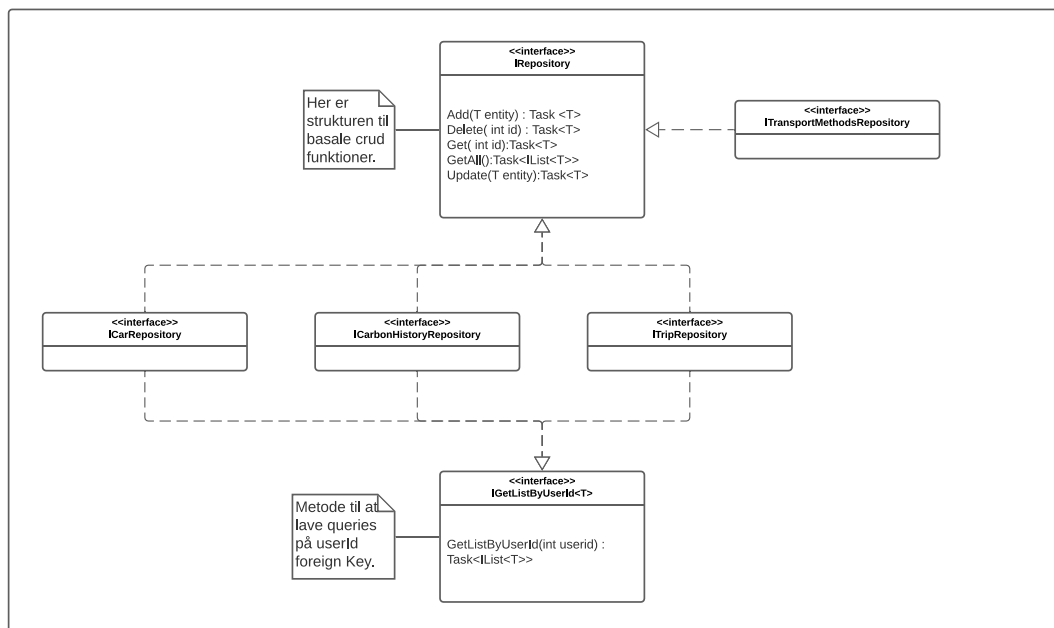 <<interface>>
IRepository
Her er
strukturen til
basale crud
funktioner.
Add(T entity) : Task <T>
Delete( int id) : Task<T>
Get( int id):Task<T>
GetAll():Task<IList<T>>
Update(T entity):Task<T>
<<interface>>
ITransportMethodsRepository
<<interface>>
ICarRepository
<<interface>>
ICarbonHistoryRepository
<<interface>>
ITripRepository
<<interface>>
IGetListByUserId<T>
Metode til at
lave queries
på userId
foreign Key.
GetListByUserId(int userid) :
Task<IList<T>>